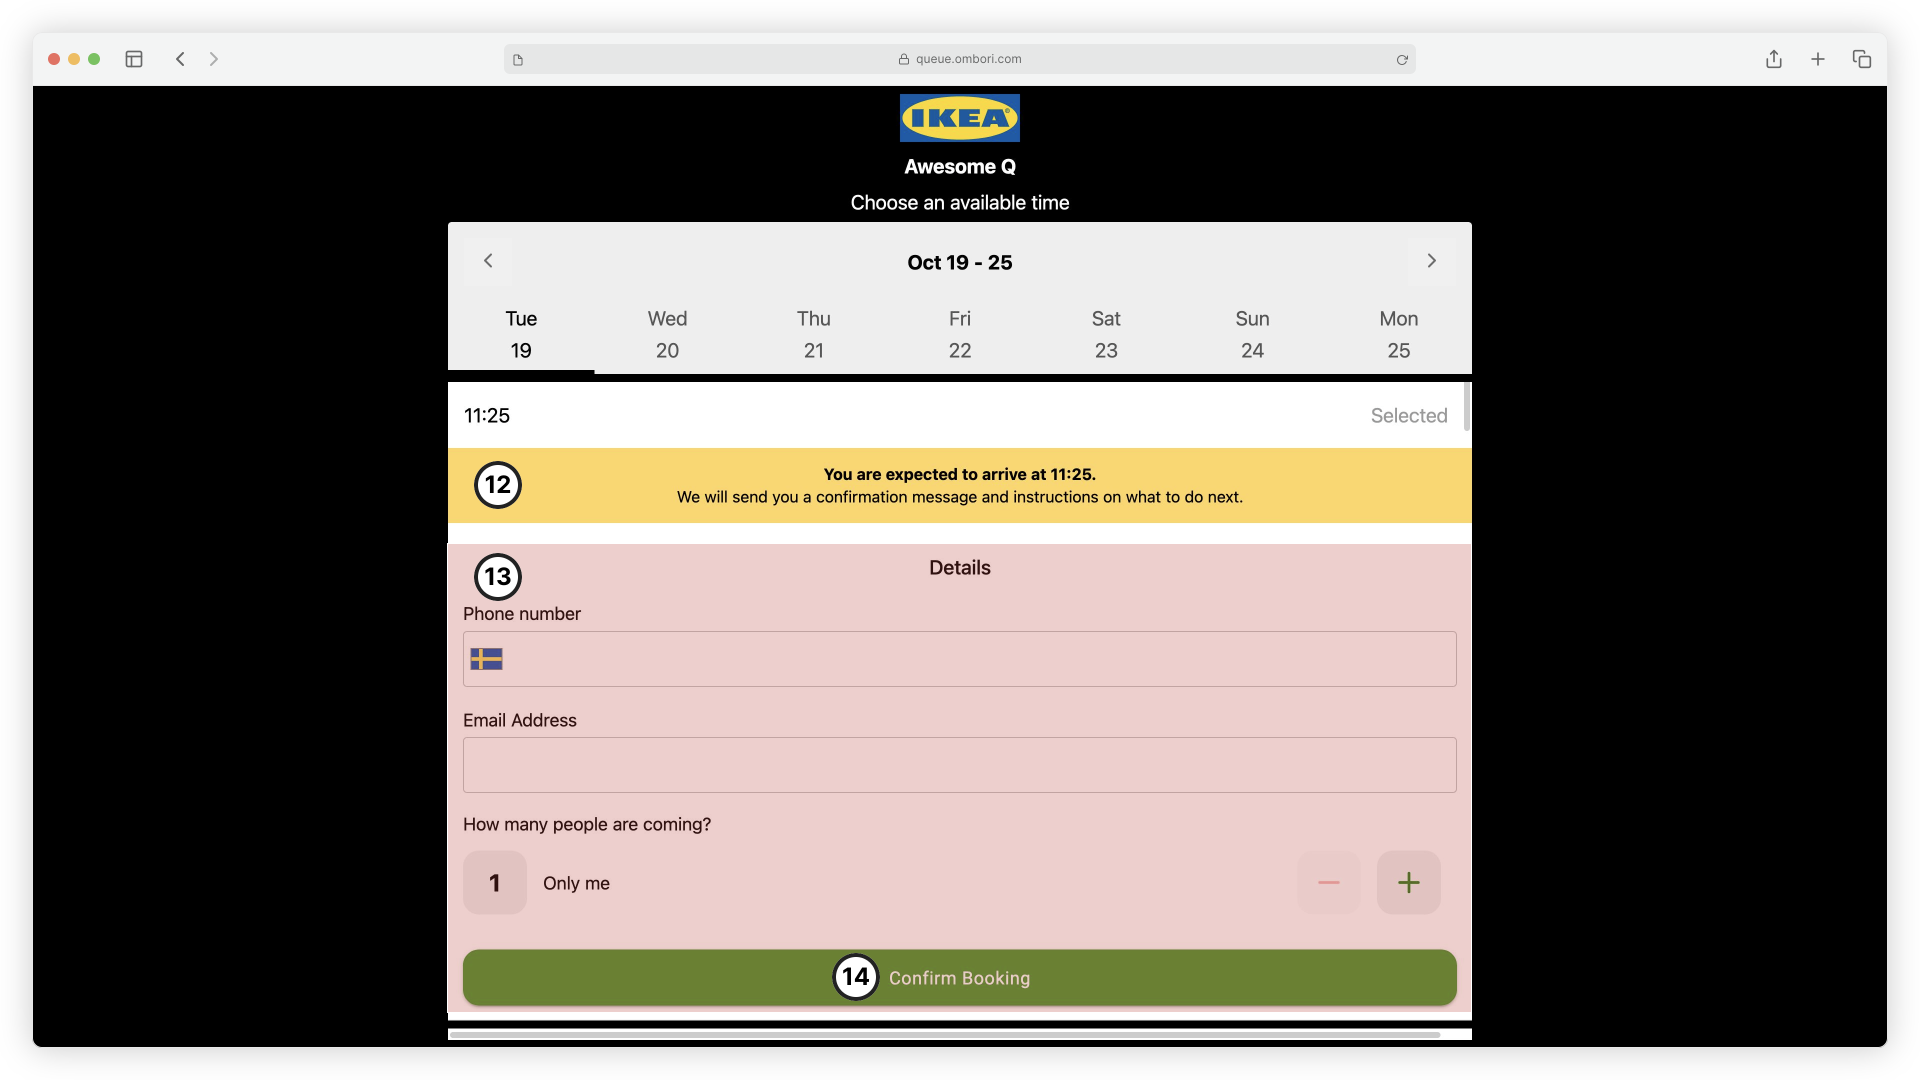 queue.ombori.com
IKEA
Awesome Q
Choose an available time
Oct 19 - 25
Tue Wed Thu Fri Sat Sun Mon
19 20 21 22 23 24 25
11:25 Selected
12 You are expected to arrive at 11:25.
We will send you a confirmation message and instructions on what to do next.
13 Details
Phone number
Email Address
How many people are coming?
1 Only me
14 Confirm Booking